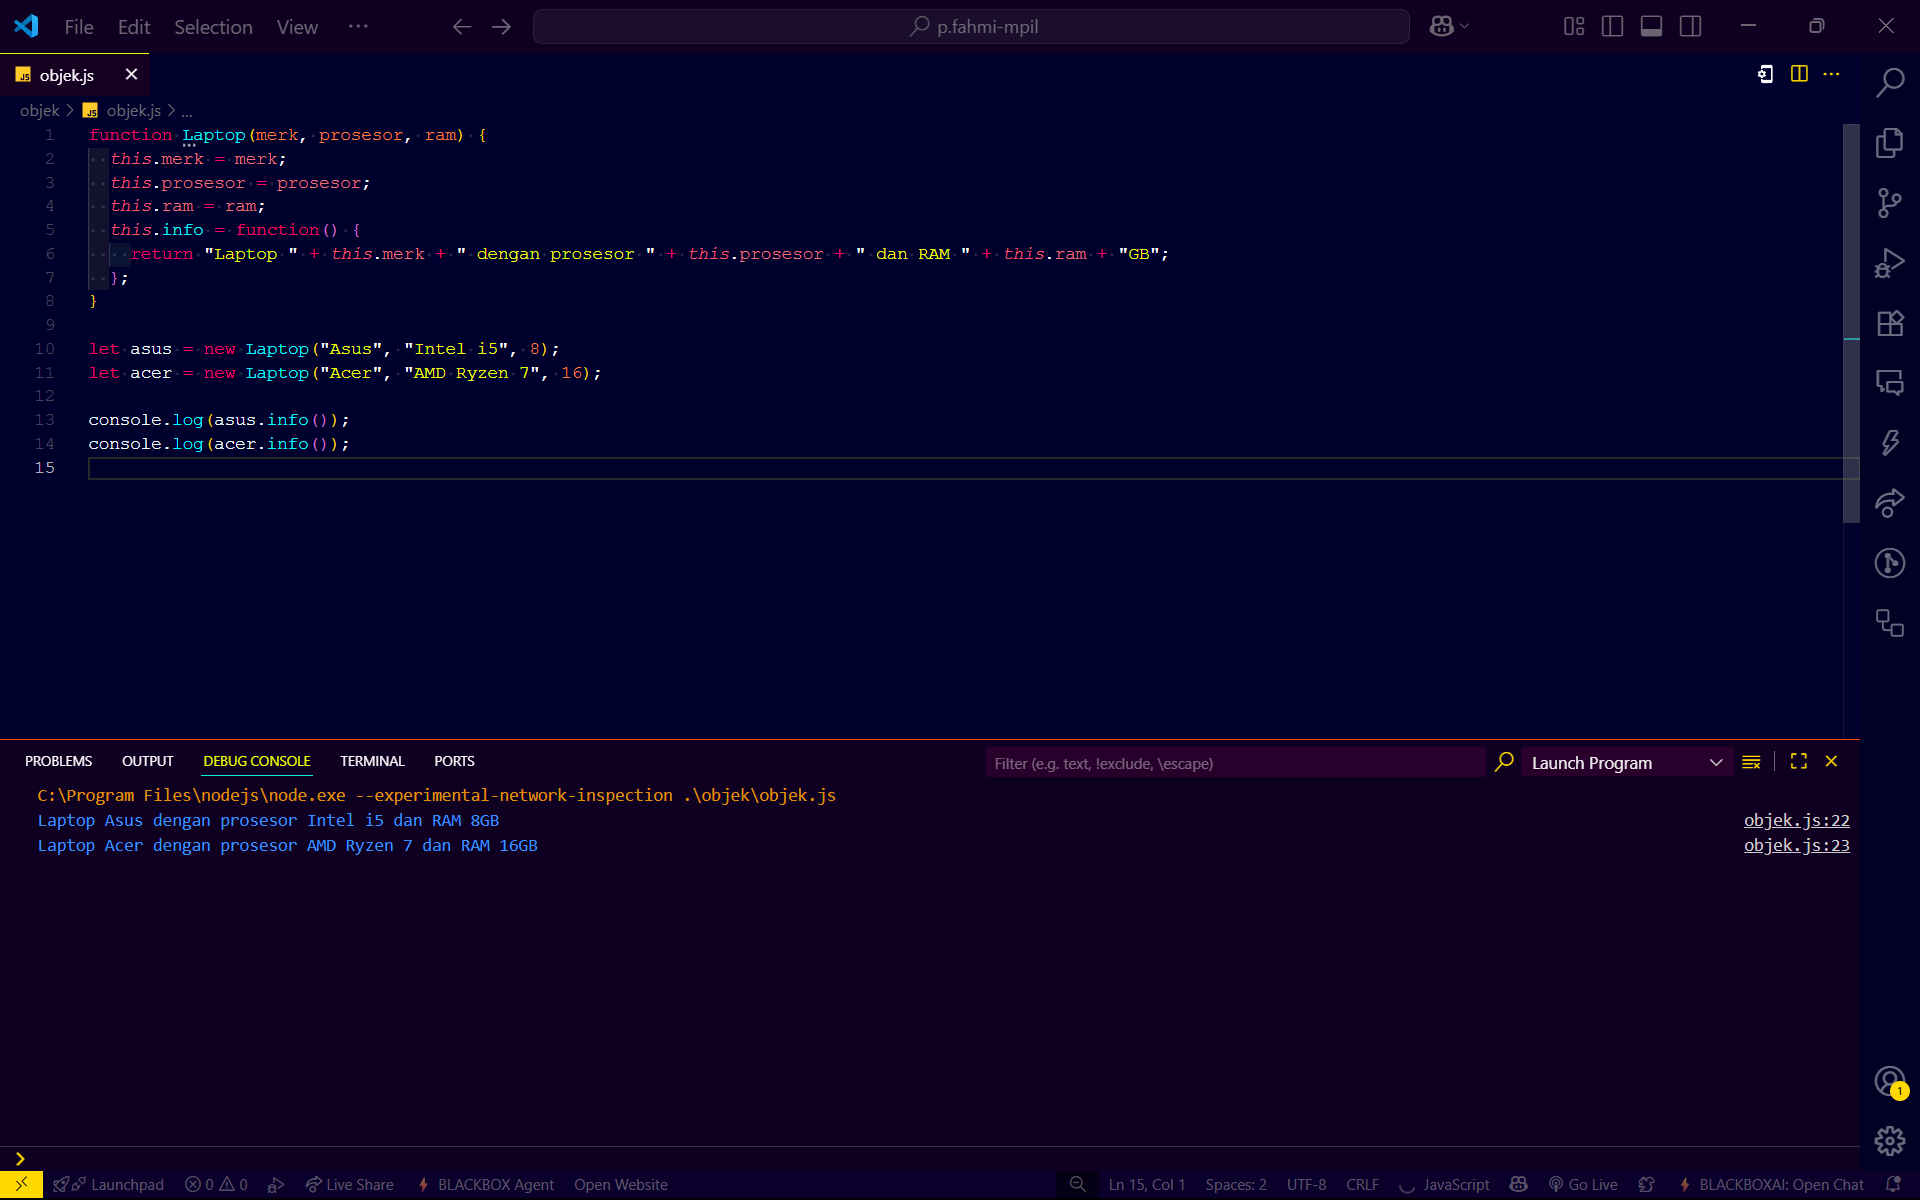 File Edit Selection View ··· p.fahmi-mpil
JS objek.js
objek > JS objek.js > ...
1 function Laptop(merk, prosesor, ram) {
2 this.merk = merk;
3 this.prosesor = prosesor;
4 this.ram = ram;
5 this.info = function() {
6 return "Laptop " + this.merk + " dengan prosesor " + this.prosesor + " dan RAM " + this.ram + "GB";
7 };
8 }
9
10 let asus = new Laptop("Asus", "Intel i5", 8);
11 let acer = new Laptop("Acer", "AMD Ryzen 7", 16);
12
13 console.log(asus.info());
14 console.log(acer.info());
15
PROBLEMS OUTPUT DEBUG CONSOLE TERMINAL PORTS Filter (e.g. text, !exclude, \escape) Launch Program
C:\Program Files\nodejs\node.exe --experimental-network-inspection .\objek\objek.js
Laptop Asus dengan prosesor Intel i5 dan RAM 8GB objek.js:22
Laptop Acer dengan prosesor AMD Ryzen 7 dan RAM 16GB objek.js:23
1
Launchpad 0 0 Live Share BLACKBOX Agent Open Website Ln 15, Col 1 Spaces: 2 UTF-8 CRLF JavaScript Go Live BLACKBOXAI: Open Chat